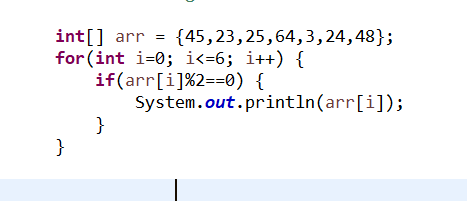 int[] arr = {45,23,25,64,3,24,48};
for(int i=0; i<=6; i++) {
if(arr[i]%2==0) {
System.out.println(arr[i]);
}
}